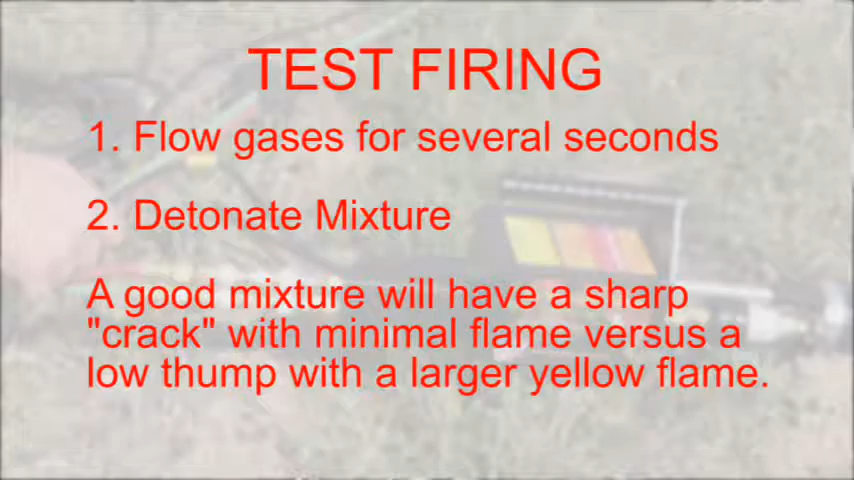 TEST FIRING
1. Flow gases for several seconds
2. Detonate Mixture
A good mixture will have a sharp
"crack" with minimal flame versus a
low thump with a larger yellow flame.